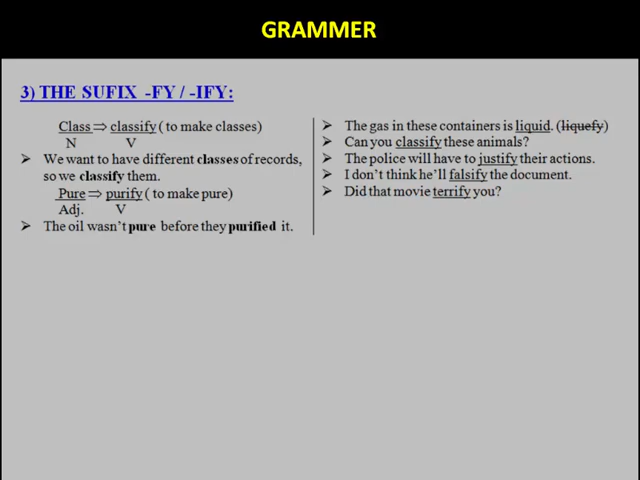 GRAMMER
3) THE SUFIX -FY / -IFY:
Class ⇒ classify ( to make classes)
N V
➢ We want to have different classes of records,
so we classify them.
Pure ⇒ purify ( to make pure)
Adj. V
➢ The oil wasn't pure before they purified it.
➢ The gas in these containers is liquid. (liquefy)
➢ Can you classify these animals?
➢ The police will have to justify their actions.
➢ I don't think he'll falsify the document.
➢ Did that movie terrify you?